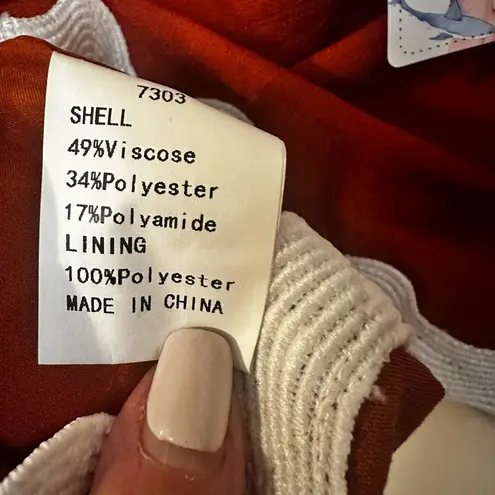 7303
SHELL
49%Viscose
34%Polyester
17%Polyamide
LINING
100%Polyester
MADE IN CHINA